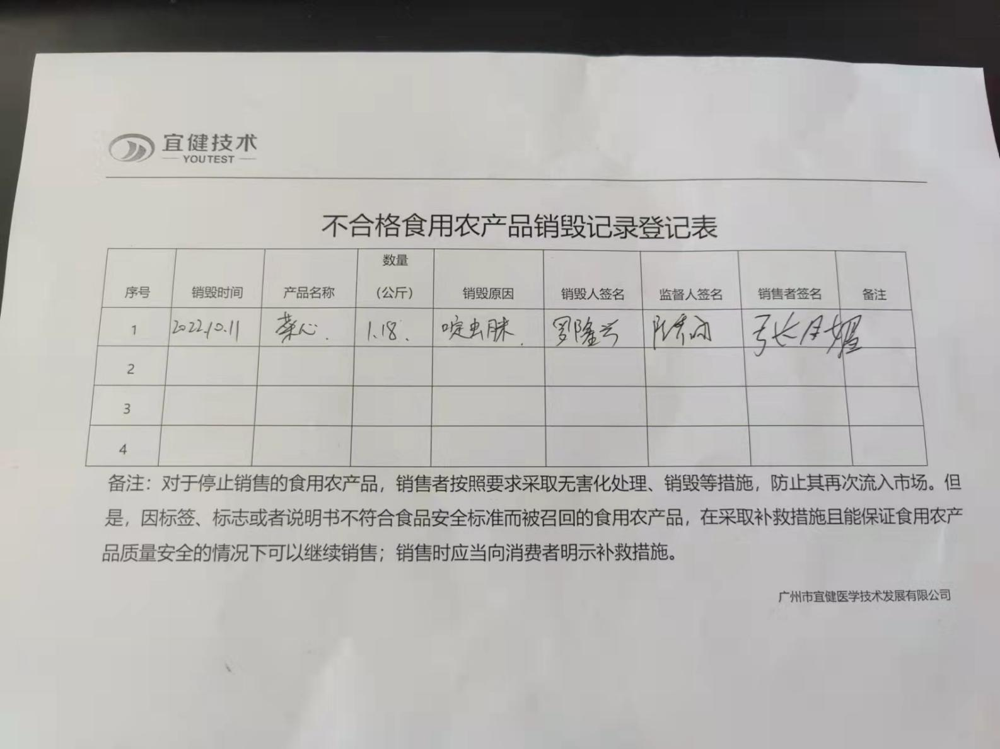 宜健技术
YOUTEST
不合格食用农产品销毁记录登记表
序号 销毁时间 产品名称 数量(公斤) 销毁原因 销毁人签名 监督人签名 销售者签名 备注
1 2022.10.11 菜心. 1.18. 啶虫脒. 罗隆兴 张月媚
2
3
4
备注：对于停止销售的食用农产品，销售者按照要求采取无害化处理、销毁等措施，防止其再次流入市场。但
是，因标签、标志或者说明书不符合食品安全标准而被召回的食用农产品，在采取补救措施且能保证食用农产
品质量安全的情况下可以继续销售；销售时应当向消费者明示补救措施。
广州市宜健医学技术发展有限公司